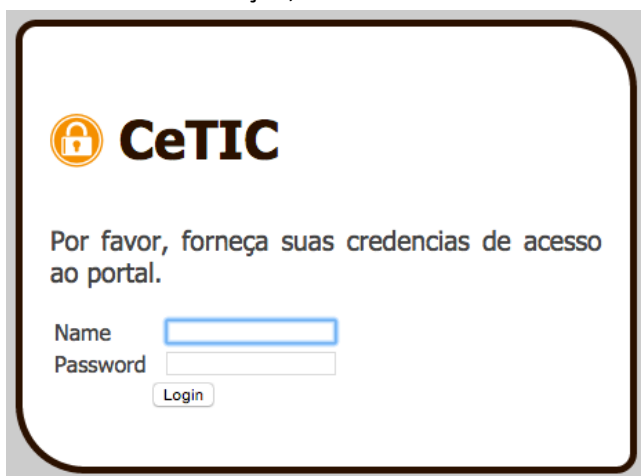 CeTIC
Por favor, forneça suas credencias de acesso
ao portal.
Name
Password
Login